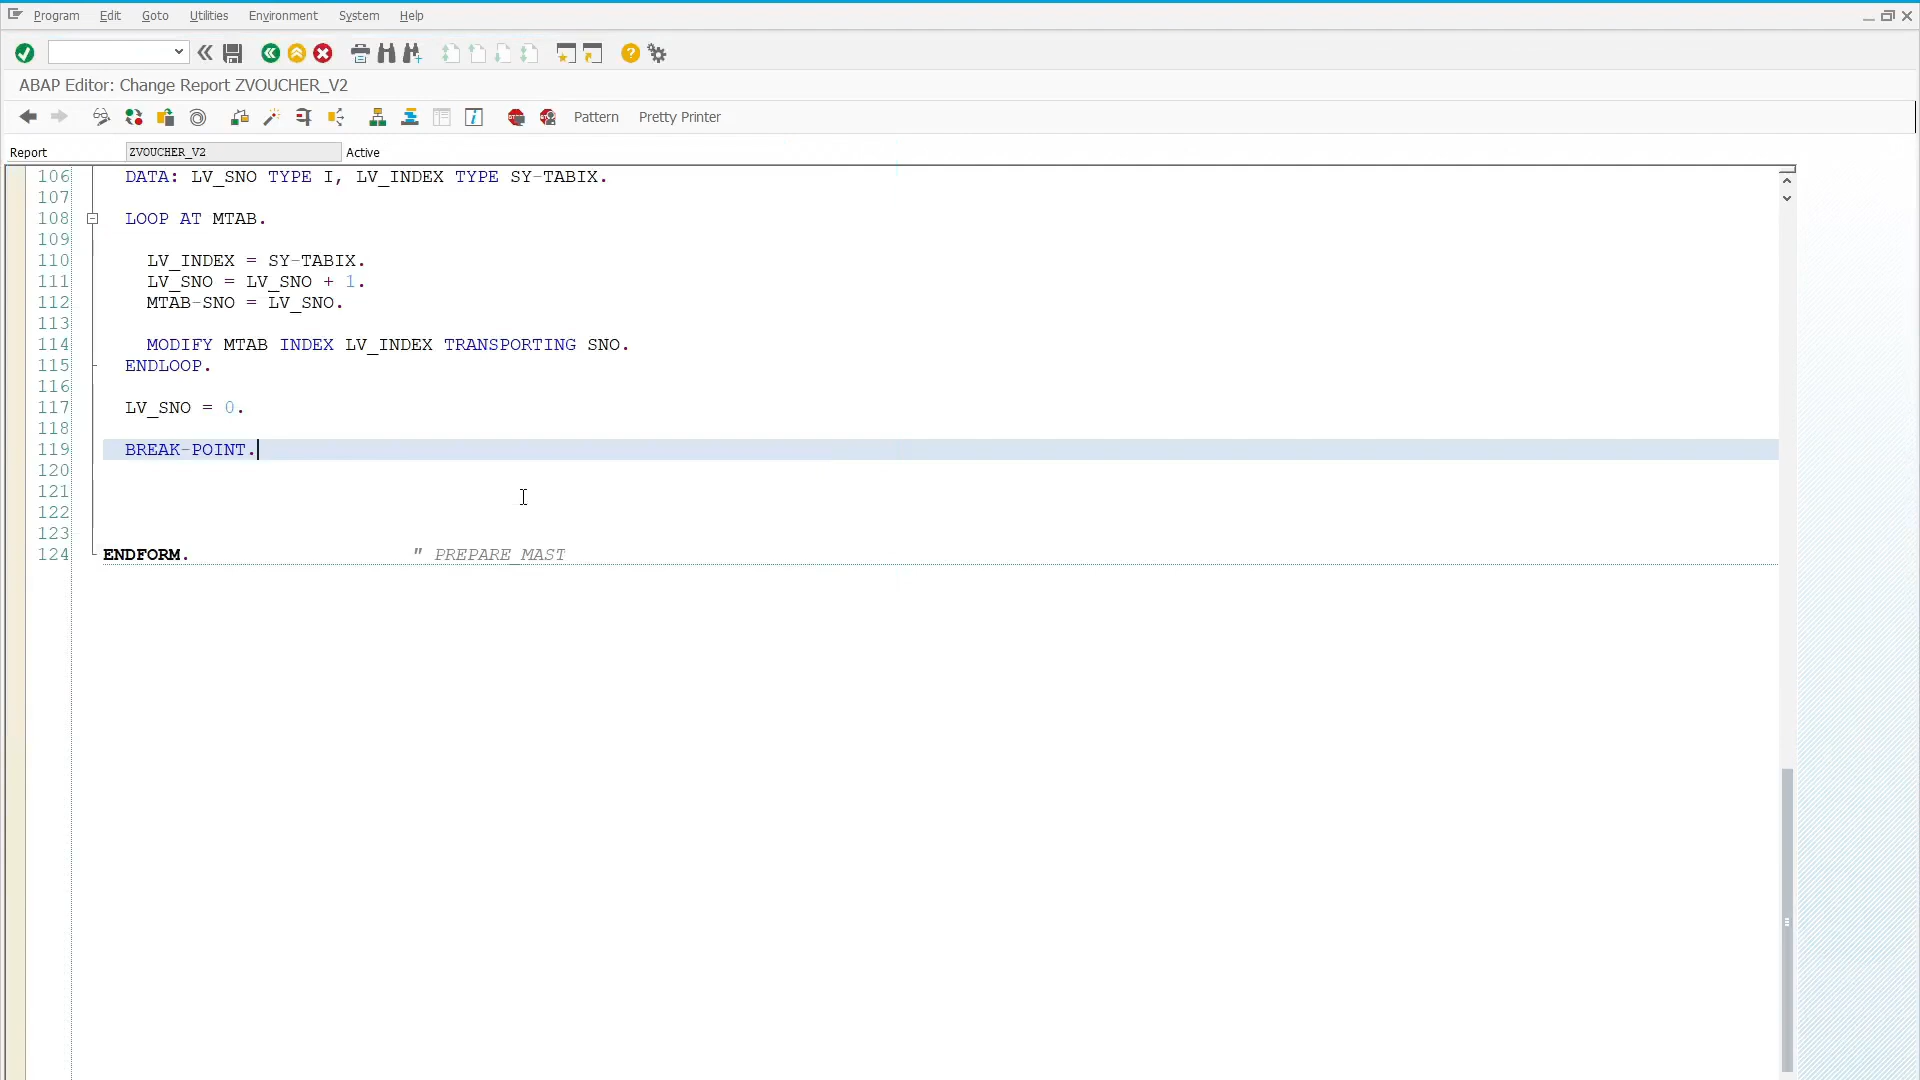 Program Edit Goto Utilities Environment System Help
ABAP Editor: Change Report ZVOUCHER_V2
Pattern Pretty Printer
Report ZVOUCHER_V2 Active
106 DATA: LV_SNO TYPE I, LV_INDEX TYPE SY-TABIX.
107
108 LOOP AT MTAB.
109
110 LV_INDEX = SY-TABIX.
111 LV_SNO = LV_SNO + 1.
112 MTAB-SNO = LV_SNO.
113
114 MODIFY MTAB INDEX LV_INDEX TRANSPORTING SNO.
115 ENDLOOP.
116
117 LV_SNO = 0.
118
119 BREAK-POINT.
120
121
122
123
124 ENDFORM. " PREPARE_MAST